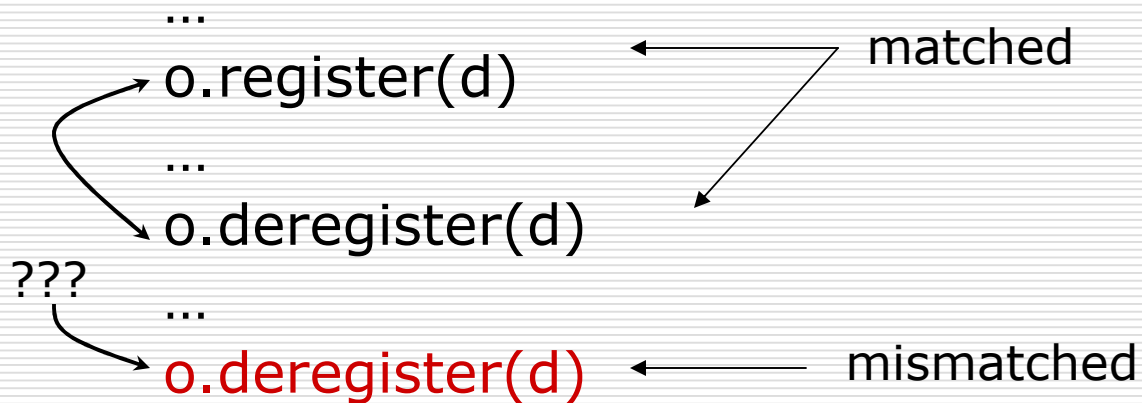 ...
matched
o.register(d)
...
o.deregister(d)
???
...
o.deregister(d)
mismatched